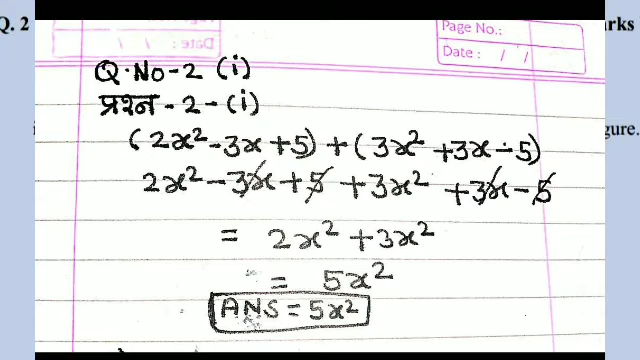 Q. 2
Page No.:
rks
Date: / /
Q. No - 2 (i)
प्रश्न - 2 - (i)
(2x² - 3x + 5) + (3x² + 3x - 5)
gure.
2x² - 3x + 5 + 3x² + 3x - 5
= 2x² + 3x²
= 5x²
ANS = 5x²